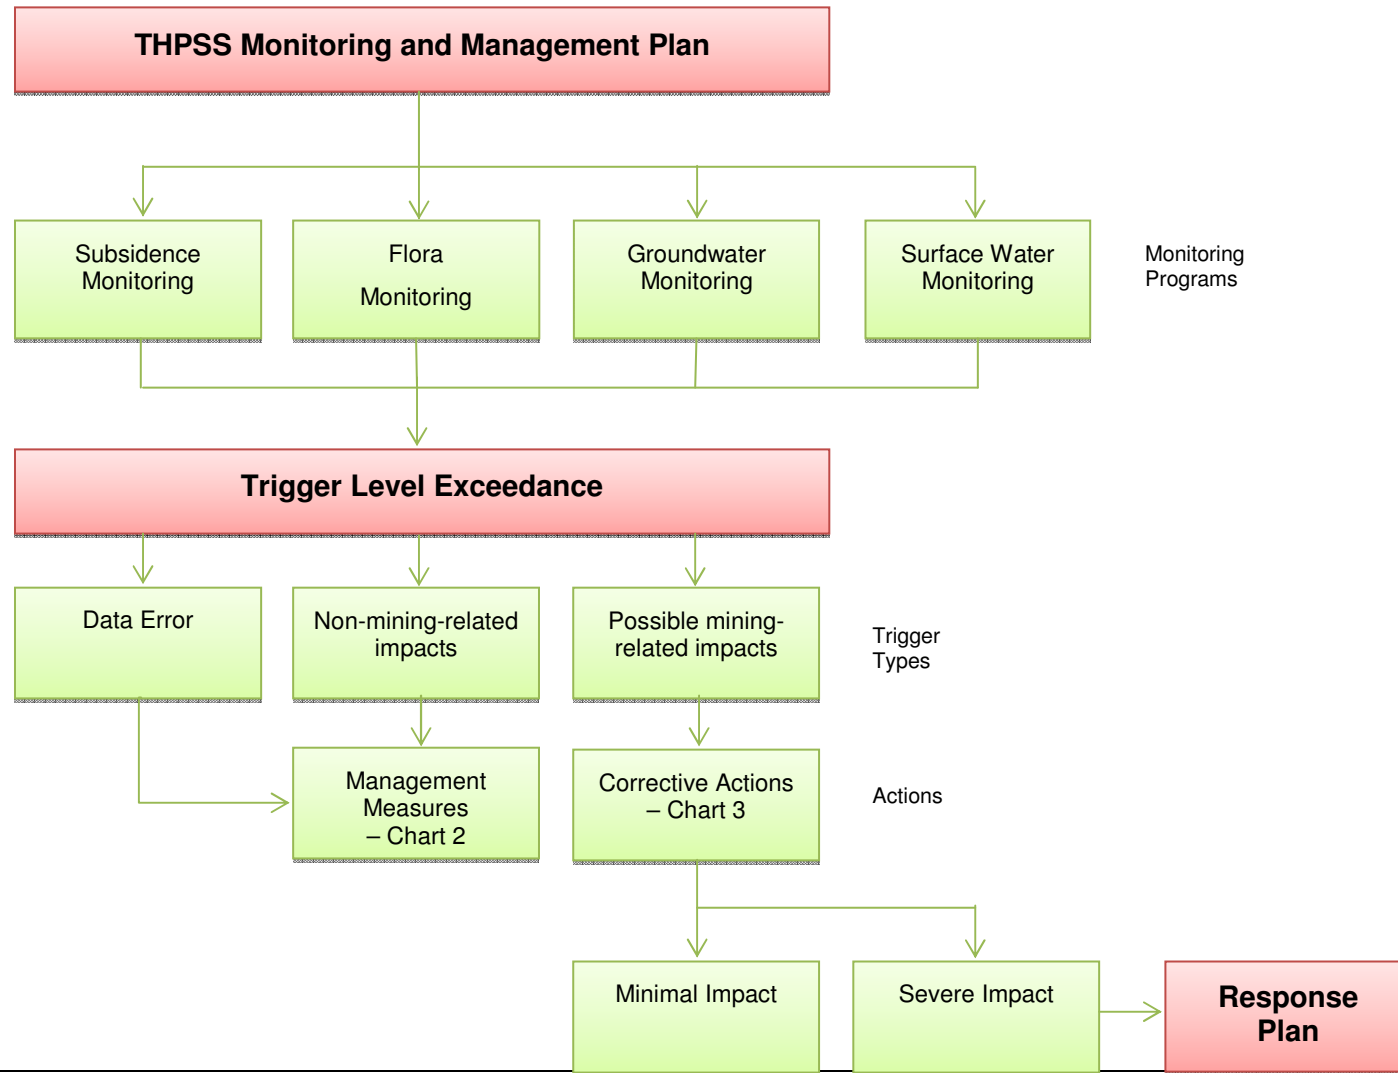 THPSS Monitoring and Management Plan
Subsidence
Monitoring
Flora
Monitoring
Groundwater
Monitoring
Surface Water
Monitoring
Monitoring
Programs
Trigger Level Exceedance
Data Error
Non-mining-related
impacts
Possible mining-
related impacts
Trigger
Types
Management
Measures
– Chart 2
Corrective Actions
– Chart 3
Actions
Minimal Impact
Severe Impact
Response
Plan